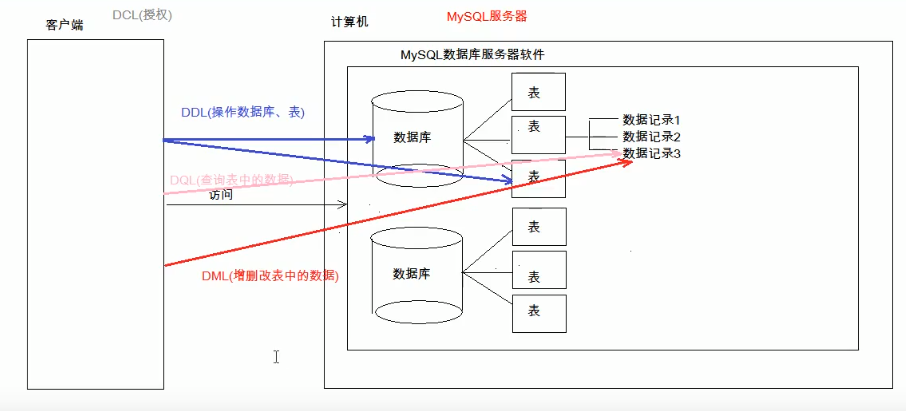 客户端
DCL(授权)
计算机
MySQL服务器
MySQL数据库服务器软件
DDL(操作数据库、表)
DQL(查询表中的数据)
访问
DML(增删改表中的数据)
数据库
表
表
表
数据记录1
数据记录2
数据记录3
数据库
表
表
表